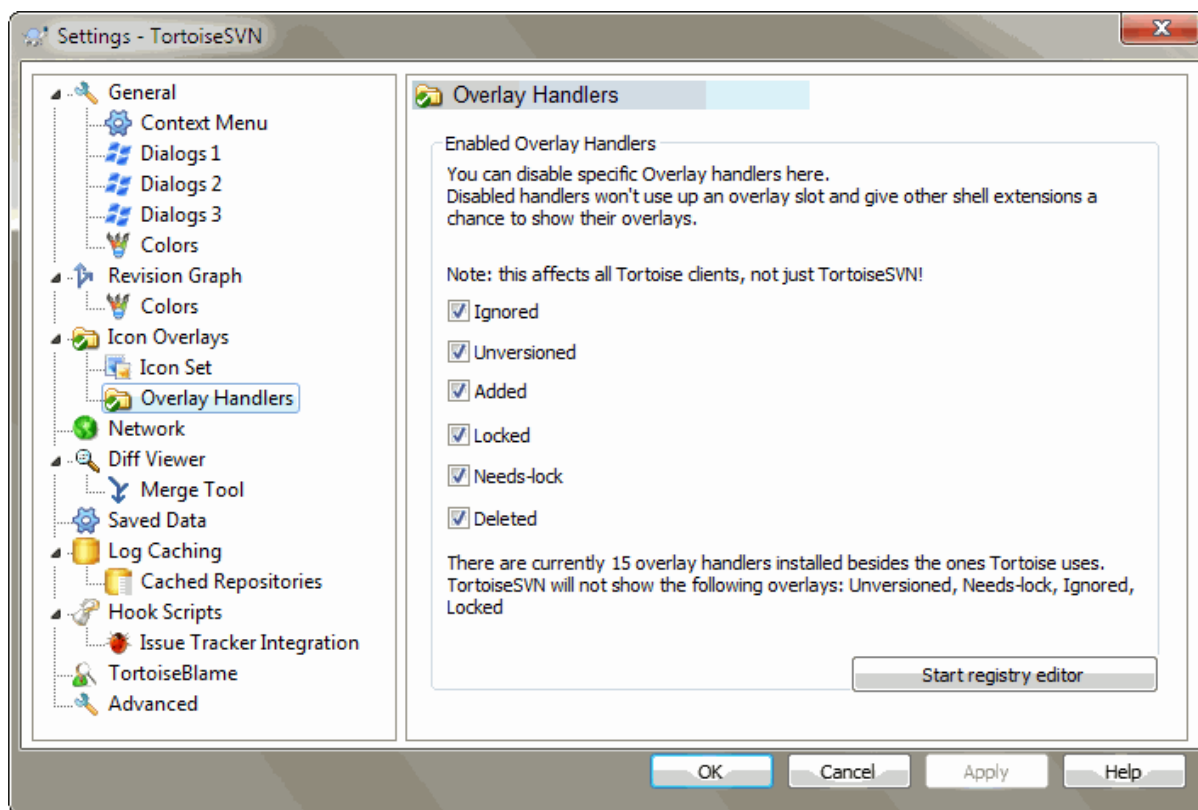 Settings - TortoiseSVN
General
Context Menu
Dialogs 1
Dialogs 2
Dialogs 3
Colors
Revision Graph
Colors
Icon Overlays
Icon Set
Overlay Handlers
Network
Diff Viewer
Merge Tool
Saved Data
Log Caching
Cached Repositories
Hook Scripts
Issue Tracker Integration
TortoiseBlame
Advanced
Overlay Handlers
Enabled Overlay Handlers
You can disable specific Overlay handlers here.
Disabled handlers won't use up an overlay slot and give other shell extensions a
chance to show their overlays.
Note: this affects all Tortoise clients, not just TortoiseSVN!
Ignored
Unversioned
Added
Locked
Needs-lock
Deleted
There are currently 15 overlay handlers installed besides the ones Tortoise uses.
TortoiseSVN will not show the following overlays: Unversioned, Needs-lock, Ignored,
Locked
Start registry editor
OK
Cancel
Apply
Help